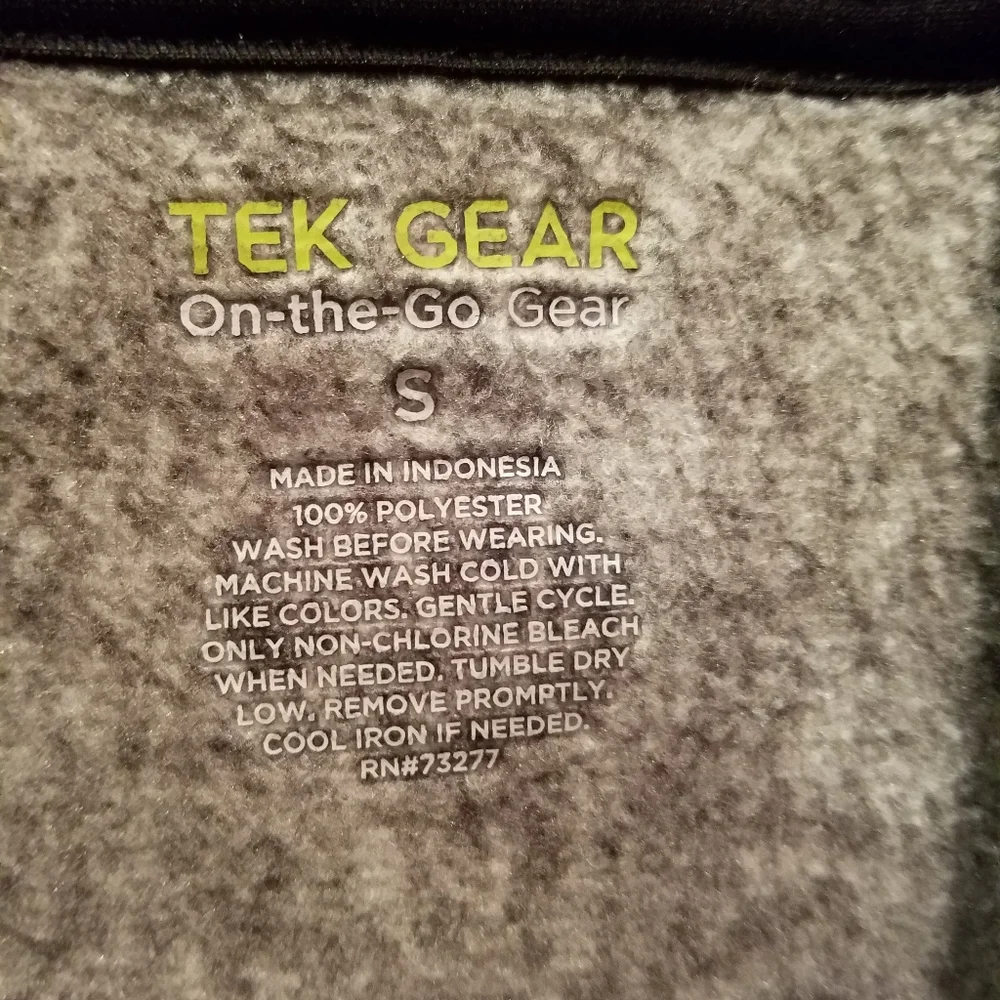 TEK GEAR
On-the-Go Gear
S
MADE IN INDONESIA
100% POLYESTER
WASH BEFORE WEARING.
MACHINE WASH COLD WITH
LIKE COLORS. GENTLE CYCLE.
ONLY NON-CHLORINE BLEACH
WHEN NEEDED. TUMBLE DRY
LOW. REMOVE PROMPTLY.
COOL IRON IF NEEDED.
RN#73277